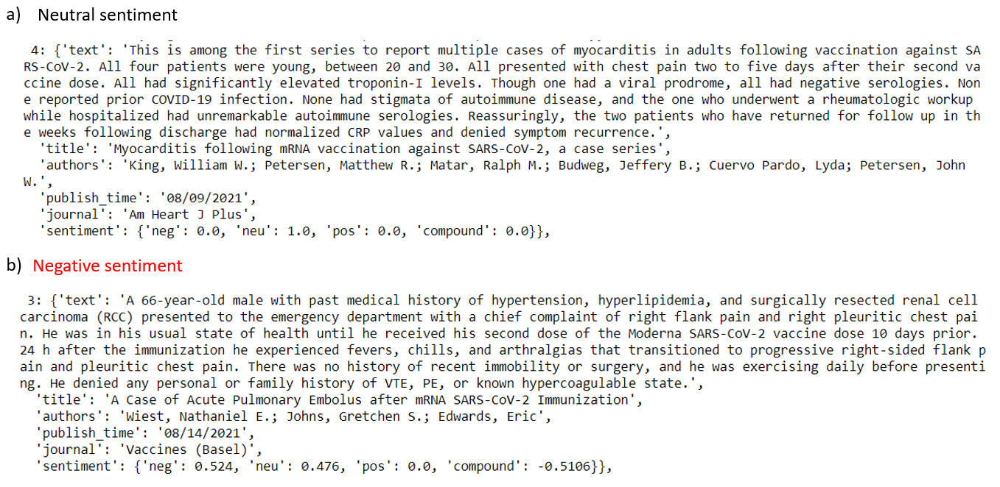 a) Neutral sentiment
4: {'text': 'This is among the first series to report multiple cases of myocarditis in adults following vaccination against SA
RS-CoV-2. All four patients were young, between 20 and 30. All presented with chest pain two to five days after their second va
ccine dose. All had significantly elevated troponin-I levels. Though one had a viral prodrome, all had negative serologies. Non
e reported prior COVID-19 infection. None had stigmata of autoimmune disease, and the one who underwent a rheumatologic workup
while hospitalized had unremarkable autoimmune serologies. Reassuringly, the two patients who have returned for follow up in th
e weeks following discharge had normalized CRP values and denied symptom recurrence.',
'title': 'Myocarditis following mRNA vaccination against SARS-CoV-2, a case series',
'authors': 'King, William W.; Petersen, Matthew R.; Matar, Ralph M.; Budweg, Jeffery B.; Cuervo Pardo, Lyda; Petersen, John
W.',
'publish_time': '08/09/2021',
'journal': 'Am Heart J Plus',
'sentiment': {'neg': 0.0, 'neu': 1.0, 'pos': 0.0, 'compound': 0.0}},
b) Negative sentiment
3: {'text': 'A 66-year-old male with past medical history of hypertension, hyperlipidemia, and surgically resected renal cell
carcinoma (RCC) presented to the emergency department with a chief complaint of right flank pain and right pleuritic chest pai
n. He was in his usual state of health until he received his second dose of the Moderna SARS-CoV-2 vaccine dose 10 days prior.
24 h after the immunization he experienced fevers, chills, and arthralgias that transitioned to progressive right-sided flank p
ain and pleuritic chest pain. There was no history of recent immobility or surgery, and he was exercising daily before presenti
ng. He denied any personal or family history of VTE, PE, or known hypercoagulable state.',
'title': 'A Case of Acute Pulmonary Embolus after mRNA SARS-CoV-2 Immunization',
'authors': 'Wiest, Nathaniel E.; Johns, Gretchen S.; Edwards, Eric',
'publish_time': '08/14/2021',
'journal': 'Vaccines (Basel)',
'sentiment': {'neg': 0.524, 'neu': 0.476, 'pos': 0.0, 'compound': -0.5106}},